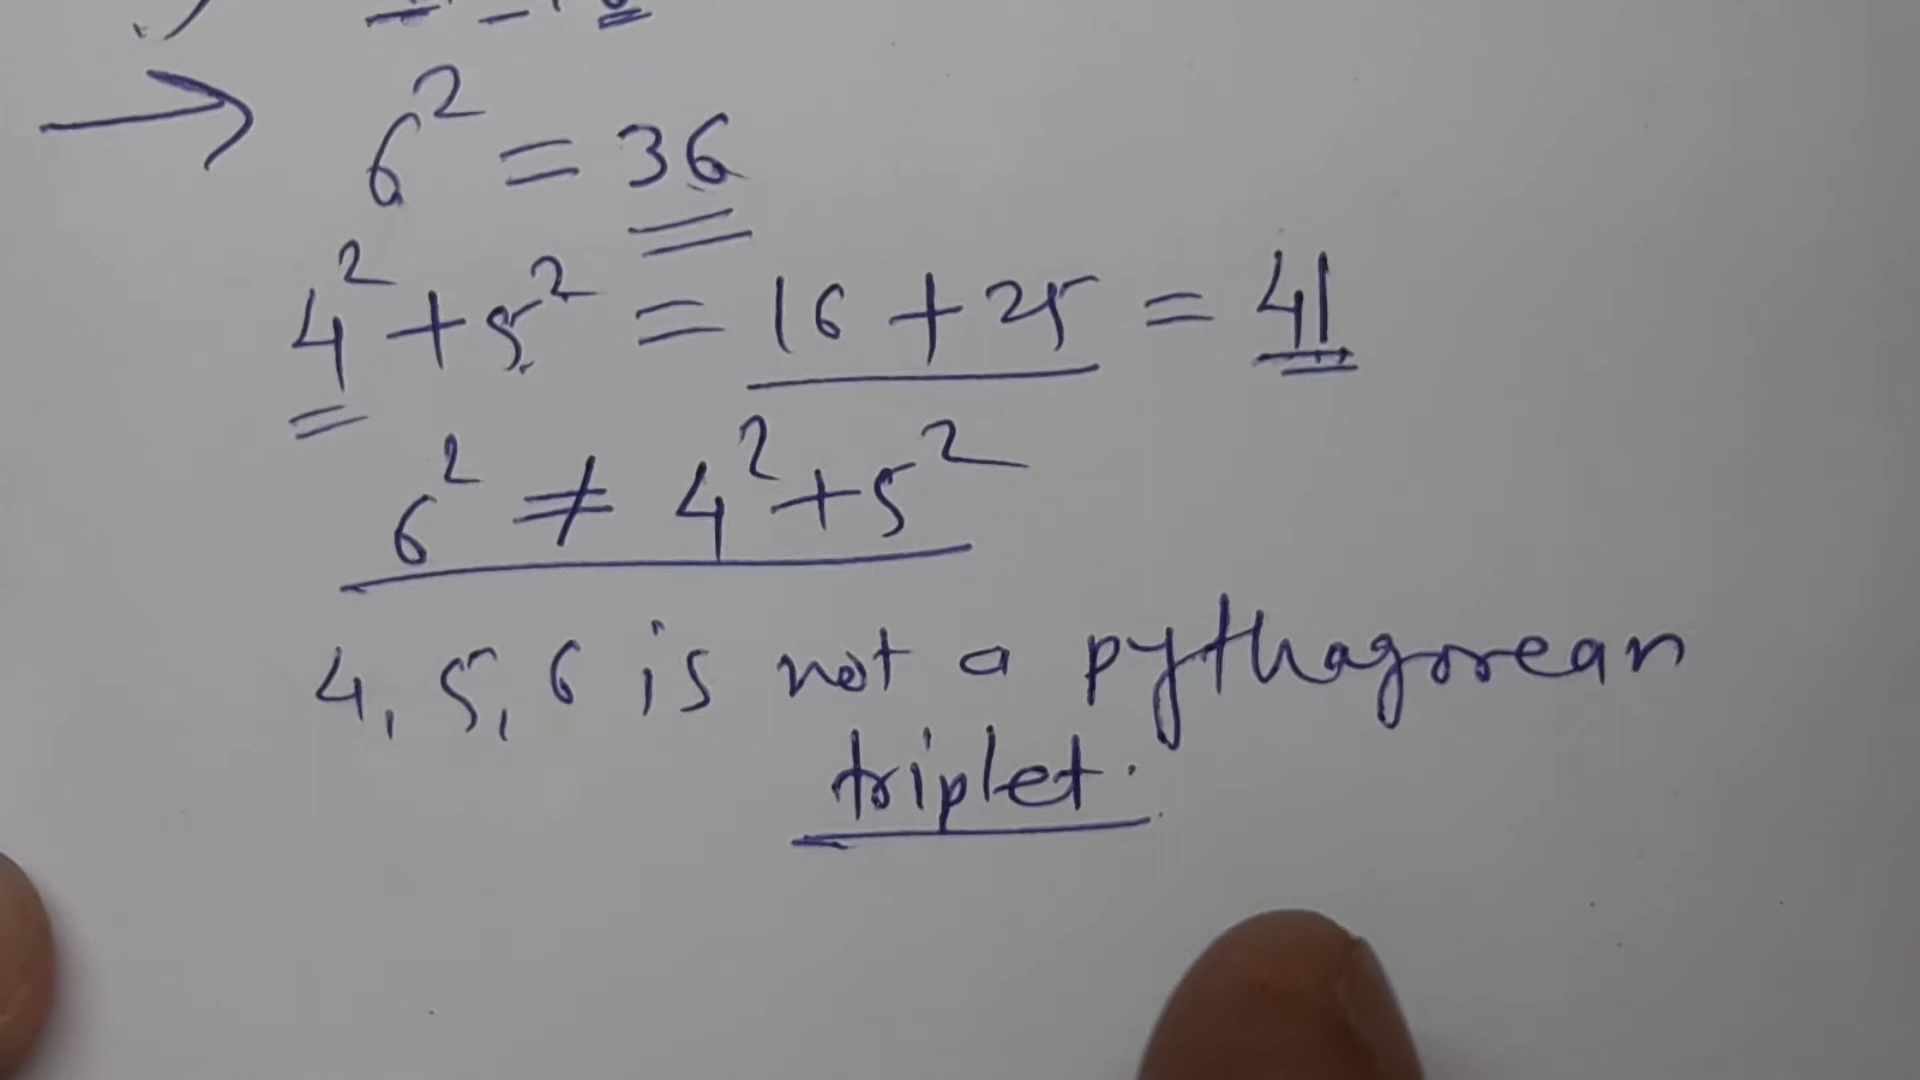 6² = 36
4² + 5² = 16 + 25 = 41
6² ≠ 4² + 5²
4, 5, 6 is not a pythagorean
triplet.